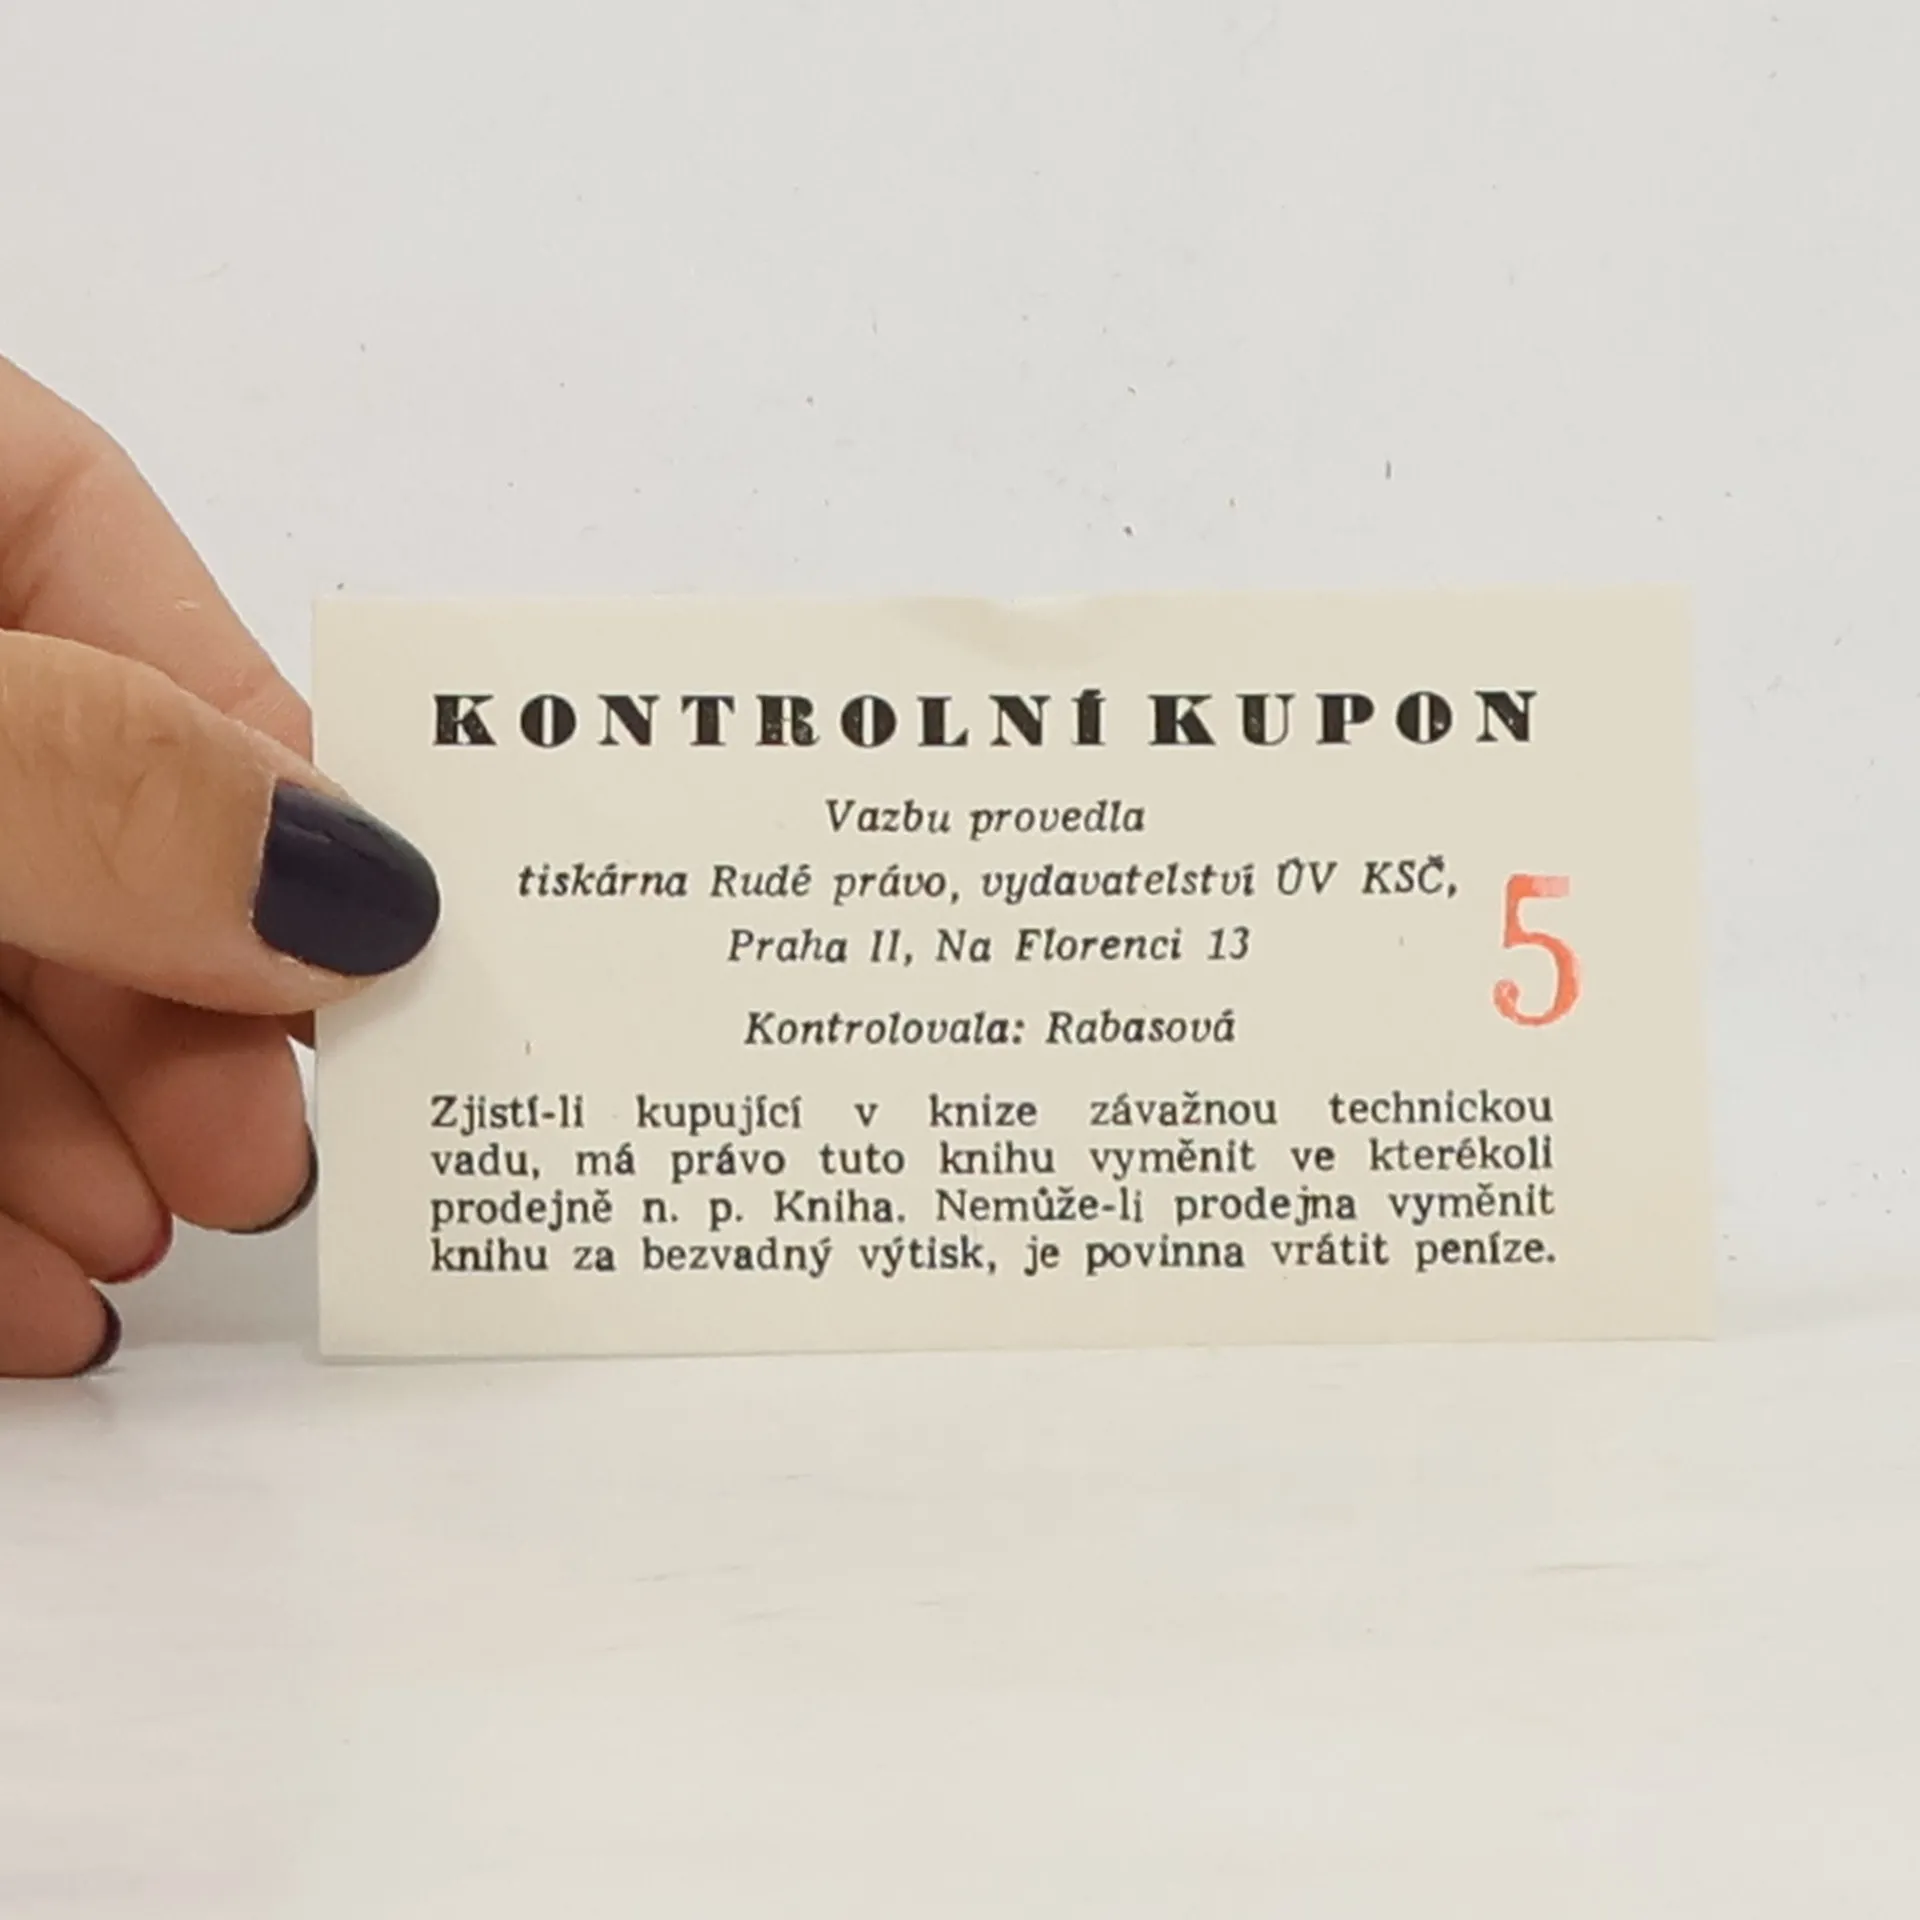 KONTROLNÍ KUPON
Vazbu provedla
tiskárna Rudé právo, vydavatelství ÚV KSČ,
Praha II, Na Florenci 13
5
Kontrolovala: Rabasová
Zjistí-li kupující v knize závažnou technickou
vadu, má právo tuto knihu vyměnit ve kterékoli
prodejně n. p. Kniha. Nemůže-li prodejna vyměnit
knihu za bezvadný výtisk, je povinna vrátit peníze.